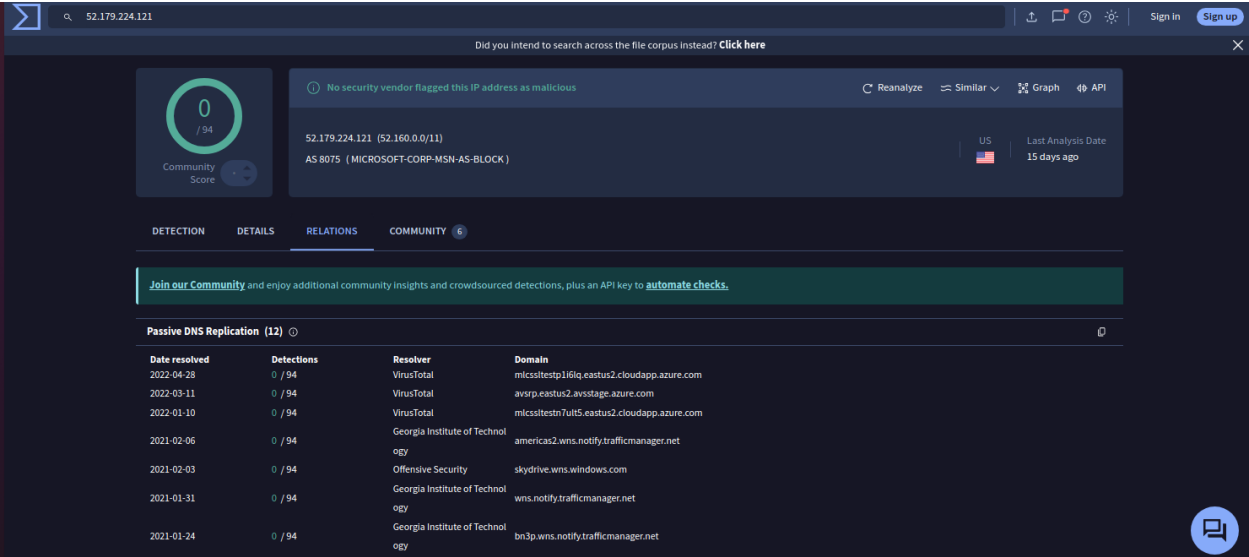 52.179.224.121
Sign in
Sign up
Did you intend to search across the file corpus instead? Click here
0
/ 94
Community
Score
-
No security vendor flagged this IP address as malicious
Reanalyze
Similar
Graph
API
52.179.224.121 (52.160.0.0/11)
AS 8075 ( MICROSOFT-CORP-MSN-AS-BLOCK )
US
Last Analysis Date
15 days ago
DETECTION
DETAILS
RELATIONS
COMMUNITY 6
Join our Community and enjoy additional community insights and crowdsourced detections, plus an API key to automate checks.
Passive DNS Replication (12)
Date resolved Detections Resolver Domain
2022-04-28 0 / 94 VirusTotal mlcssltestp1i6lq.eastus2.cloudapp.azure.com
2022-03-11 0 / 94 VirusTotal avsrp.eastus2.avsstage.azure.com
2022-01-10 0 / 94 VirusTotal mlcssltestn7ult5.eastus2.cloudapp.azure.com
2021-02-06 0 / 94 Georgia Institute of Technol
ogy americas2.wns.notify.trafficmanager.net
2021-02-03 0 / 94 Offensive Security skydrive.wns.windows.com
2021-01-31 0 / 94 Georgia Institute of Technol
ogy wns.notify.trafficmanager.net
2021-01-24 0 / 94 Georgia Institute of Technol
ogy bn3p.wns.notify.trafficmanager.net